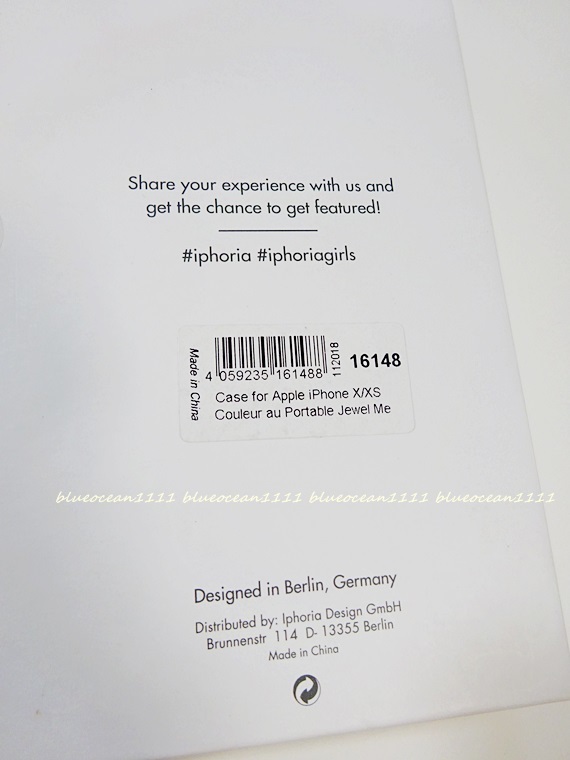 Share your experience with us and
get the chance to get featured!
#iphoria #iphoriagirls
Made in China
4 059235 161488
112018
16148
Case for Apple iPhone X/XS
Couleur au Portable Jewel Me
blueocean1111 blueocean1111 blueocean1111 blueocean1111
Designed in Berlin, Germany
Distributed by: Iphoria Design GmbH
Brunnenstr 114 D- 13355 Berlin
Made in China